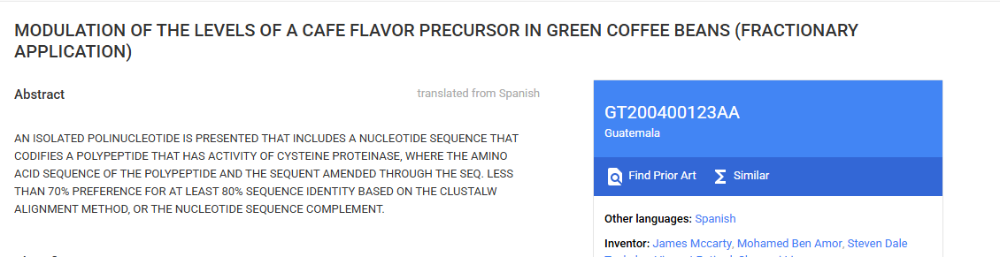 MODULATION OF THE LEVELS OF A CAFE FLAVOR PRECURSOR IN GREEN COFFEE BEANS (FRACTIONARY
APPLICATION)
Abstract
translated from Spanish
AN ISOLATED POLINUCLEOTIDE IS PRESENTED THAT INCLUDES A NUCLEOTIDE SEQUENCE THAT
CODIFIES A POLYPEPTIDE THAT HAS ACTIVITY OF CYSTEINE PROTEINASE, WHERE THE AMINO
ACID SEQUENCE OF THE POLYPEPTIDE AND THE SEQUENT AMENDED THROUGH THE SEQ. LESS
THAN 70% PREFERENCE FOR AT LEAST 80% SEQUENCE IDENTITY BASED ON THE CLUSTALW
ALIGNMENT METHOD, OR THE NUCLEOTIDE SEQUENCE COMPLEMENT.
GT200400123AA
Guatemala
Find Prior Art
Similar
Other languages: Spanish
Inventor: James Mccarty, Mohamed Ben Amor, Steven Dale